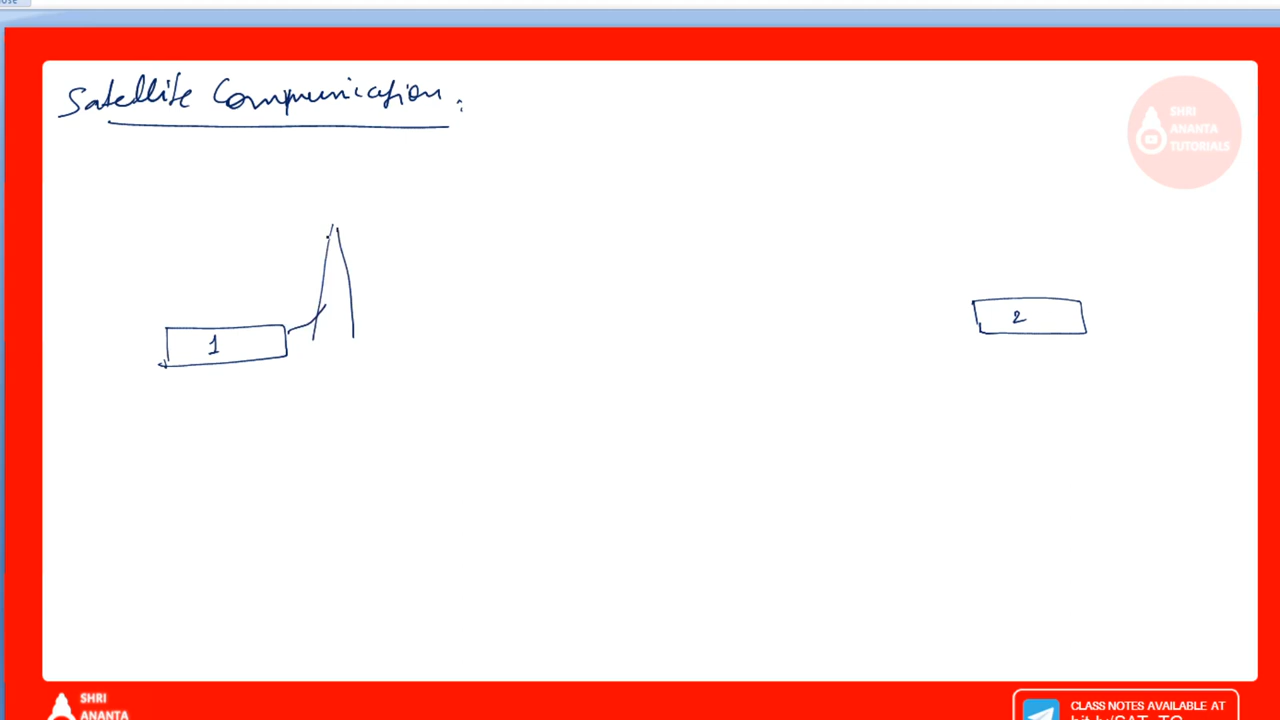 Satellite Communication :
SHRI
ANANTA
TUTORIALS
1
2
SHRI
ANANTA
CLASS NOTES AVAILABLE AT